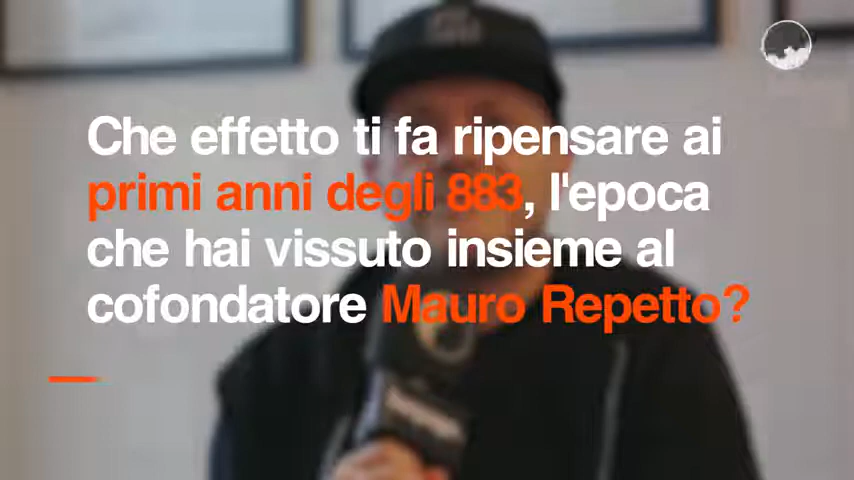 Che effetto ti fa ripensare ai
primi anni degli 883, l'epoca
che hai vissuto insieme al
cofondatore Mauro Repetto?